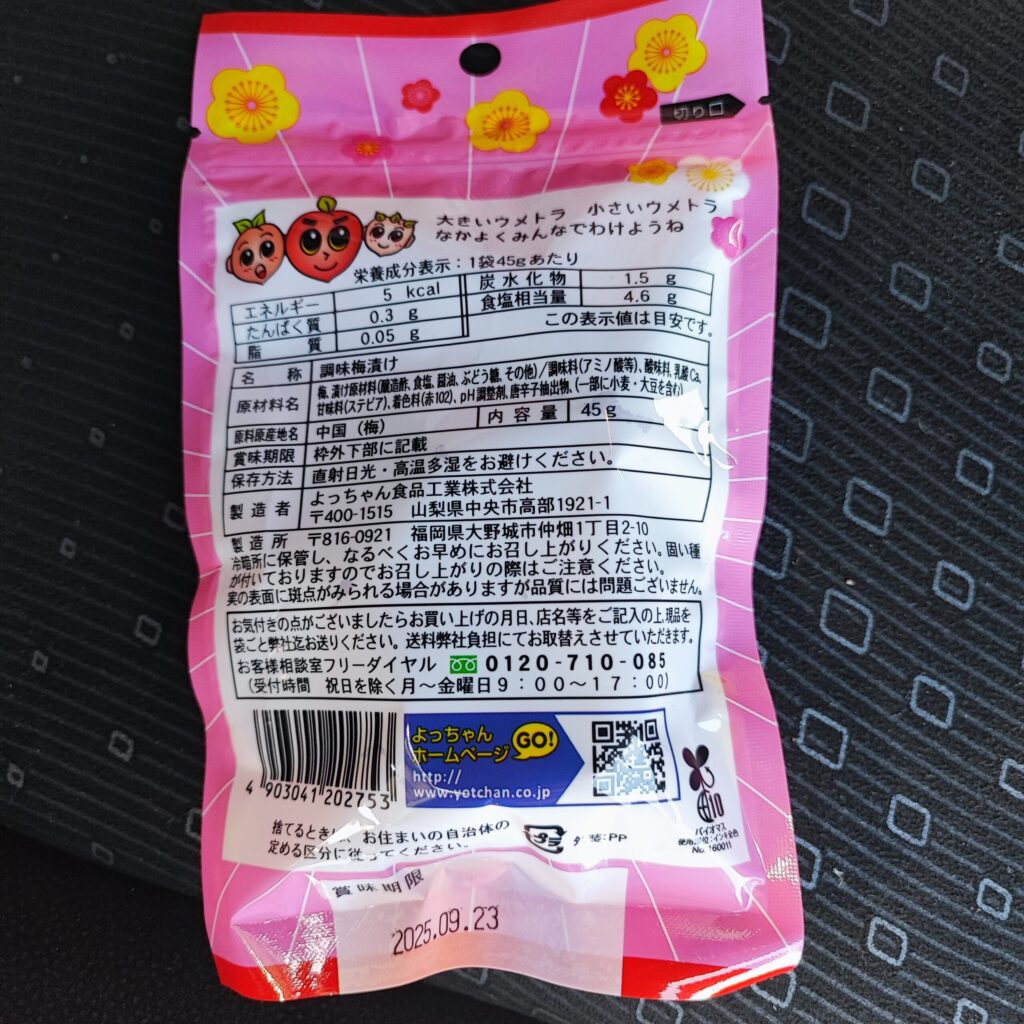 切り口
大きいウメトラ 小さいウメトラ
なかよくみんなでわけようね
栄養成分表示：1袋45gあたり
エネルギー 5 kcal 炭水化物 1.5 g
たんぱく質 0.3 g 食塩相当量 4.6 g
脂質 0.05 g この表示値は目安です。
名称 調味梅漬け
原材料名 梅、漬け原材料(醸造酢、食塩、醤油、ぶどう糖、その他)／調味料(アミノ酸等)、酸味料、乳酸Ca、
甘味料(ステビア)、着色料(赤102)、pH調整剤、唐辛子抽出物、(一部に小麦・大豆を含む)
原料原産地名 中国（梅） 内容量 45g
賞味期限 枠外下部に記載
保存方法 直射日光・高温多湿をお避けください。
製造者 よっちゃん食品工業株式会社
〒400-1515 山梨県中央市高部1921-1
製造所 〒816-0921 福岡県大野城市仲畑1丁目2-10
冷暗所に保管し、なるべくお早めにお召し上がりください。固い種
が付いておりますのでお召し上がりの際はご注意ください。
実の表面に斑点がみられる場合がありますが品質には問題ございません。
お気付きの点がございましたらお買い上げの月日、店名等をご記入の上、現品を
袋ごと弊社迄お送りください。送料弊社負担にてお取替えさせていただきます。
お客様相談室フリーダイヤル 0120-710-085
(受付時間 祝日を除く月～金曜日9：00～17：00)
よっちゃん
ホームページ GO!
http://
www.yotchan.co.jp
4 903041 202753
バイオマス
No.160011
捨てるときは、お住まいの自治体の
定める区分に従ってください。
プラ 外装:PP
賞味期限
2025.09.23